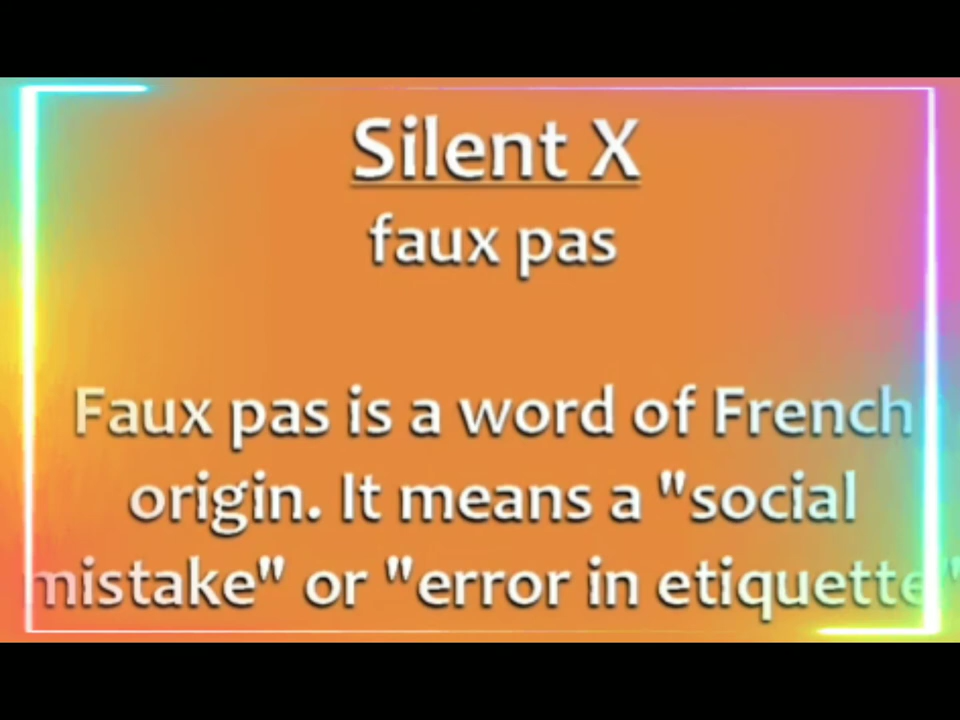 Silent X
faux pas
Faux pas is a word of French
origin. It means a "social
mistake" or "error in etiquette"